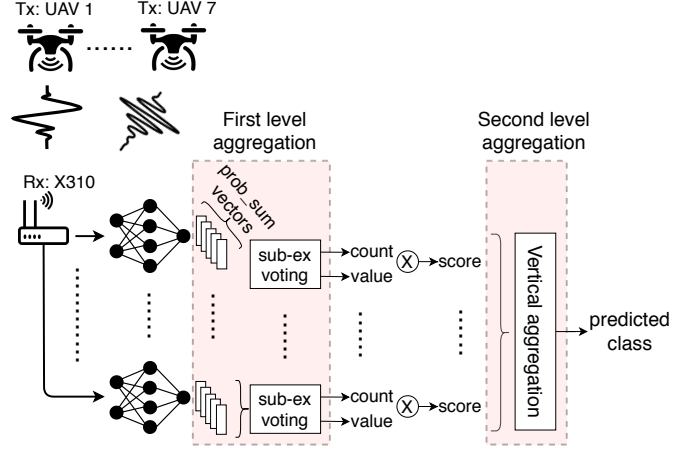 Tx: UAV 1
Tx: UAV 7
First level
aggregation
Second level
aggregation
Rx: X310
prob_sum
vectors
sub-ex
voting
count
value
X
score
Vertical aggregation
predicted
class
sub-ex
voting
count
value
X
score